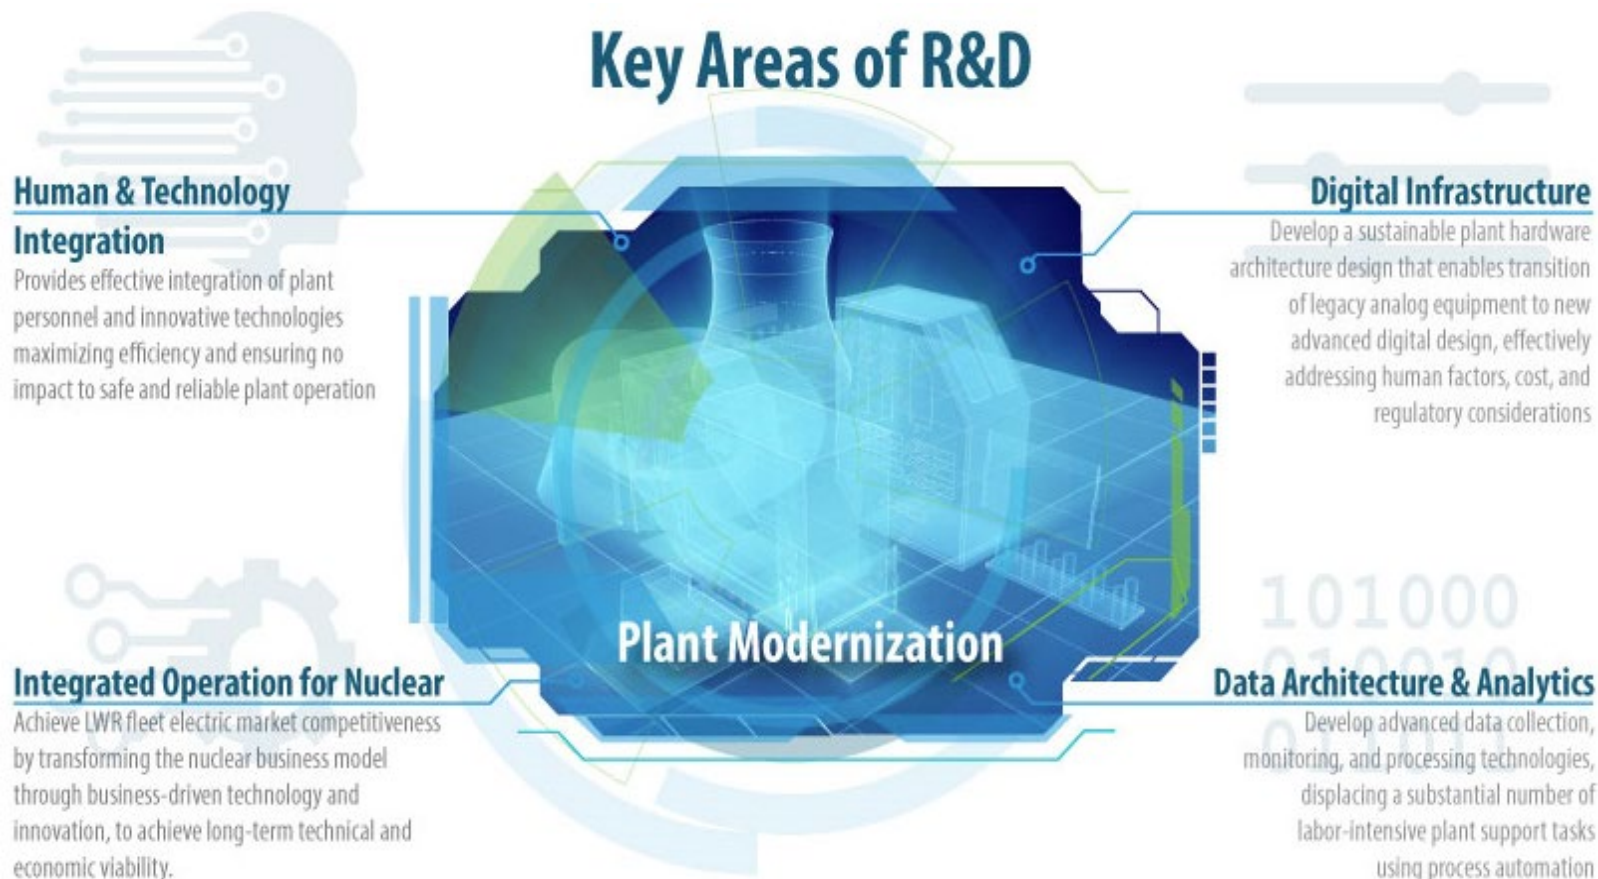 Key Areas of R&D
Human & Technology
Integration
Provides effective integration of plant
personnel and innovative technologies
maximizing efficiency and ensuring no
impact to safe and reliable plant operation
Digital Infrastructure
Develop a sustainable plant hardware
architecture design that enables transition
of legacy analog equipment to new
advanced digital design, effectively
addressing human factors, cost, and
regulatory considerations
Plant Modernization
Integrated Operation for Nuclear
Achieve LWR fleet electric market competitiveness
by transforming the nuclear business model
through business-driven technology and
innovation, to achieve long-term technical and
economic viability.
101000
010010
Data Architecture & Analytics
Develop advanced data collection,
monitoring, and processing technologies,
displacing a substantial number of
labor-intensive plant support tasks
using process automation